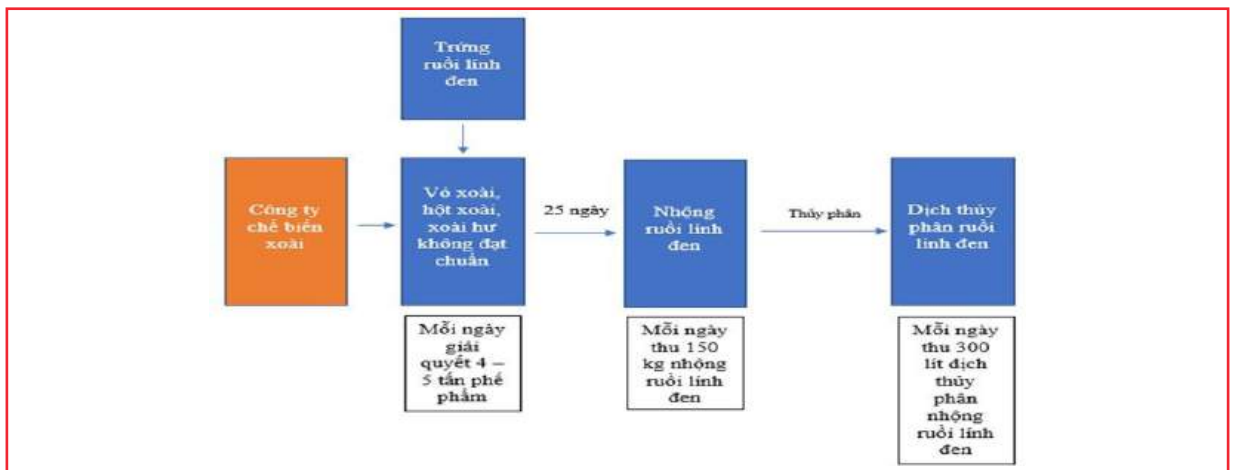 Trứng
ruồi lính
đen
Công ty
chế biến
xoài
Vỏ xoài,
hột xoài,
xoài hư
không đạt
chuẩn
25 ngày
Nhộng
ruồi lính
đen
Thủy phân
Dịch thủy
phân ruồi
lính đen
Mỗi ngày
giải
quyết 4 –
5 tấn phế
phẩm
Mỗi ngày
thu 150
kg nhộng
ruồi lính
đen
Mỗi ngày
thu 300
lít dịch
thủy
phân
nhộng
ruồi lính
đen